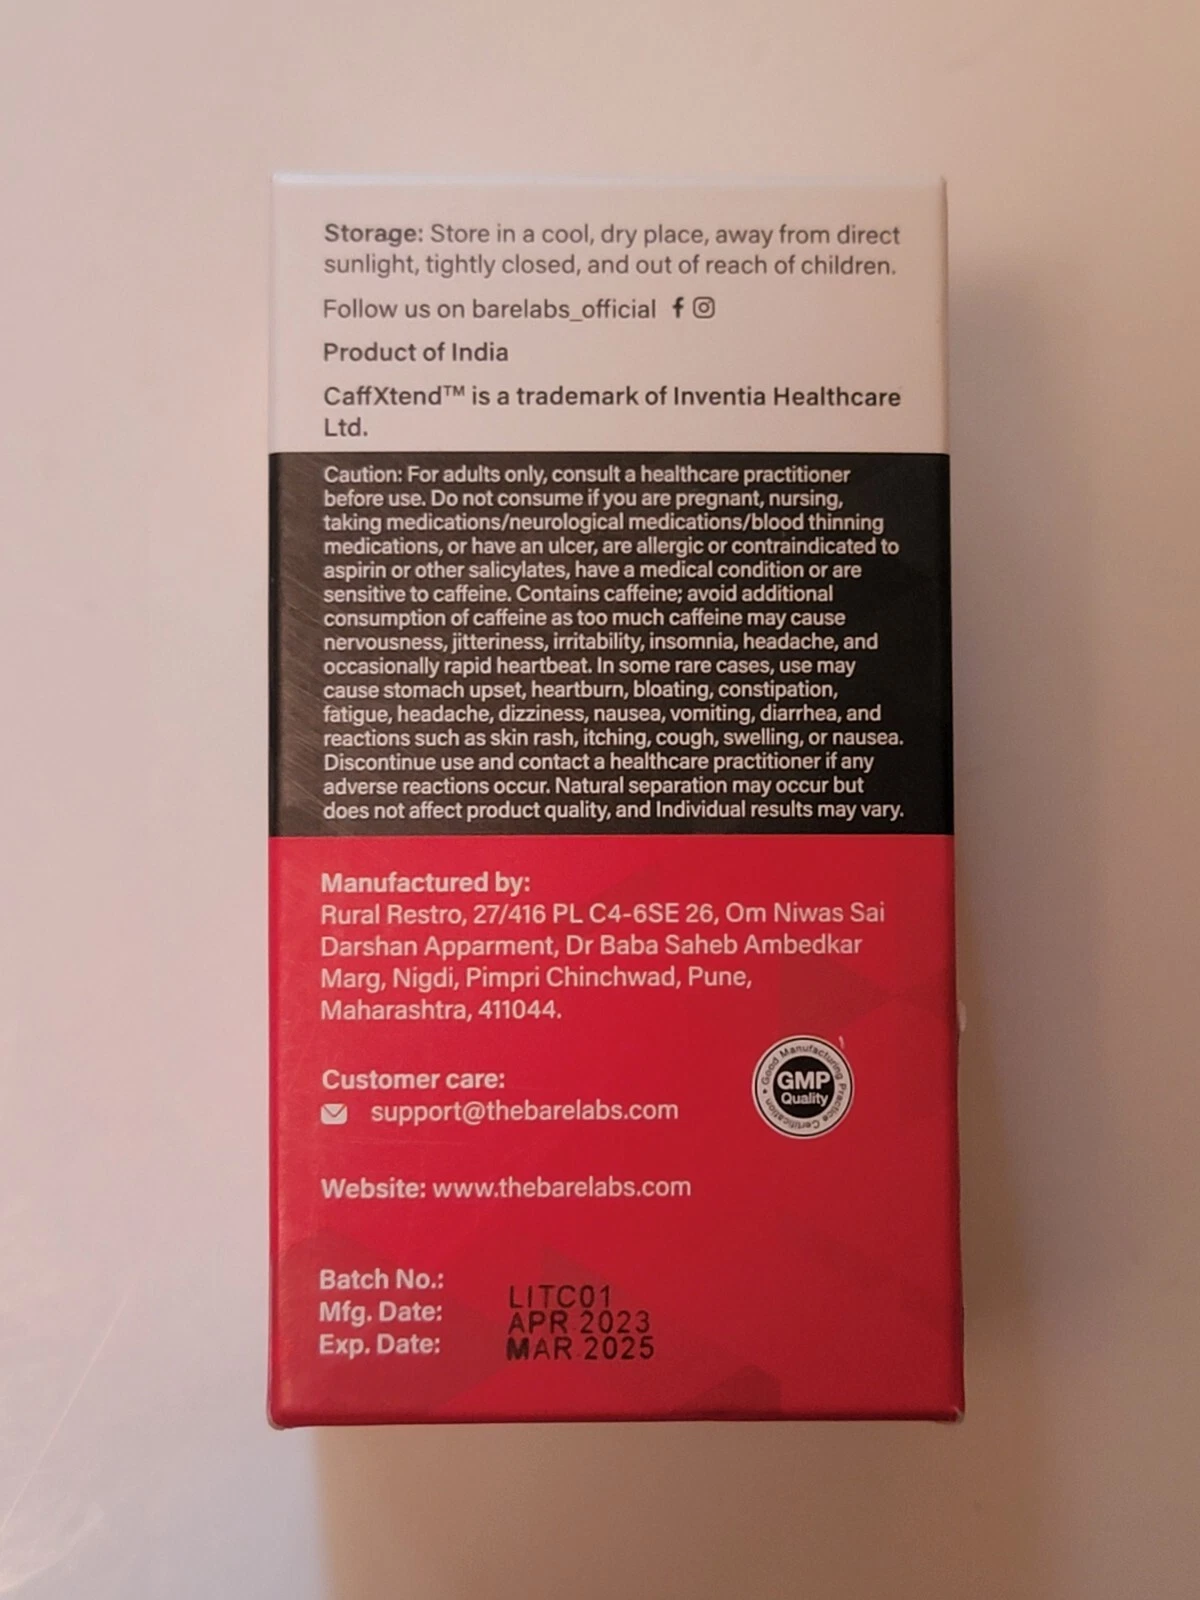 Storage: Store in a cool, dry place, away from direct
sunlight, tightly closed, and out of reach of children.
Follow us on barelabs_official
Product of India
CaffXtend™ is a trademark of Inventia Healthcare
Ltd.
Caution: For adults only, consult a healthcare practitioner
before use. Do not consume if you are pregnant, nursing,
taking medications/neurological medications/blood thinning
medications, or have an ulcer, are allergic or contraindicated to
aspirin or other salicylates, have a medical condition or are
sensitive to caffeine. Contains caffeine; avoid additional
consumption of caffeine as too much caffeine may cause
nervousness, jitteriness, irritability, insomnia, headache, and
occasionally rapid heartbeat. In some rare cases, use may
cause stomach upset, heartburn, bloating, constipation,
fatigue, headache, dizziness, nausea, vomiting, diarrhea, and
reactions such as skin rash, itching, cough, swelling, or nausea.
Discontinue use and contact a healthcare practitioner if any
adverse reactions occur. Natural separation may occur but
does not affect product quality, and Individual results may vary.
Manufactured by:
Rural Restro, 27/416 PL C4-6SE 26, Om Niwas Sai
Darshan Apparment, Dr Baba Saheb Ambedkar
Marg, Nigdi, Pimpri Chinchwad, Pune,
Maharashtra, 411044.
Good Manufacturing Practice Certification
GMP
Quality
Customer care:
support@thebarelabs.com
Website: www.thebarelabs.com
Batch No.: LITC01
Mfg. Date: APR 2023
Exp. Date: MAR 2025